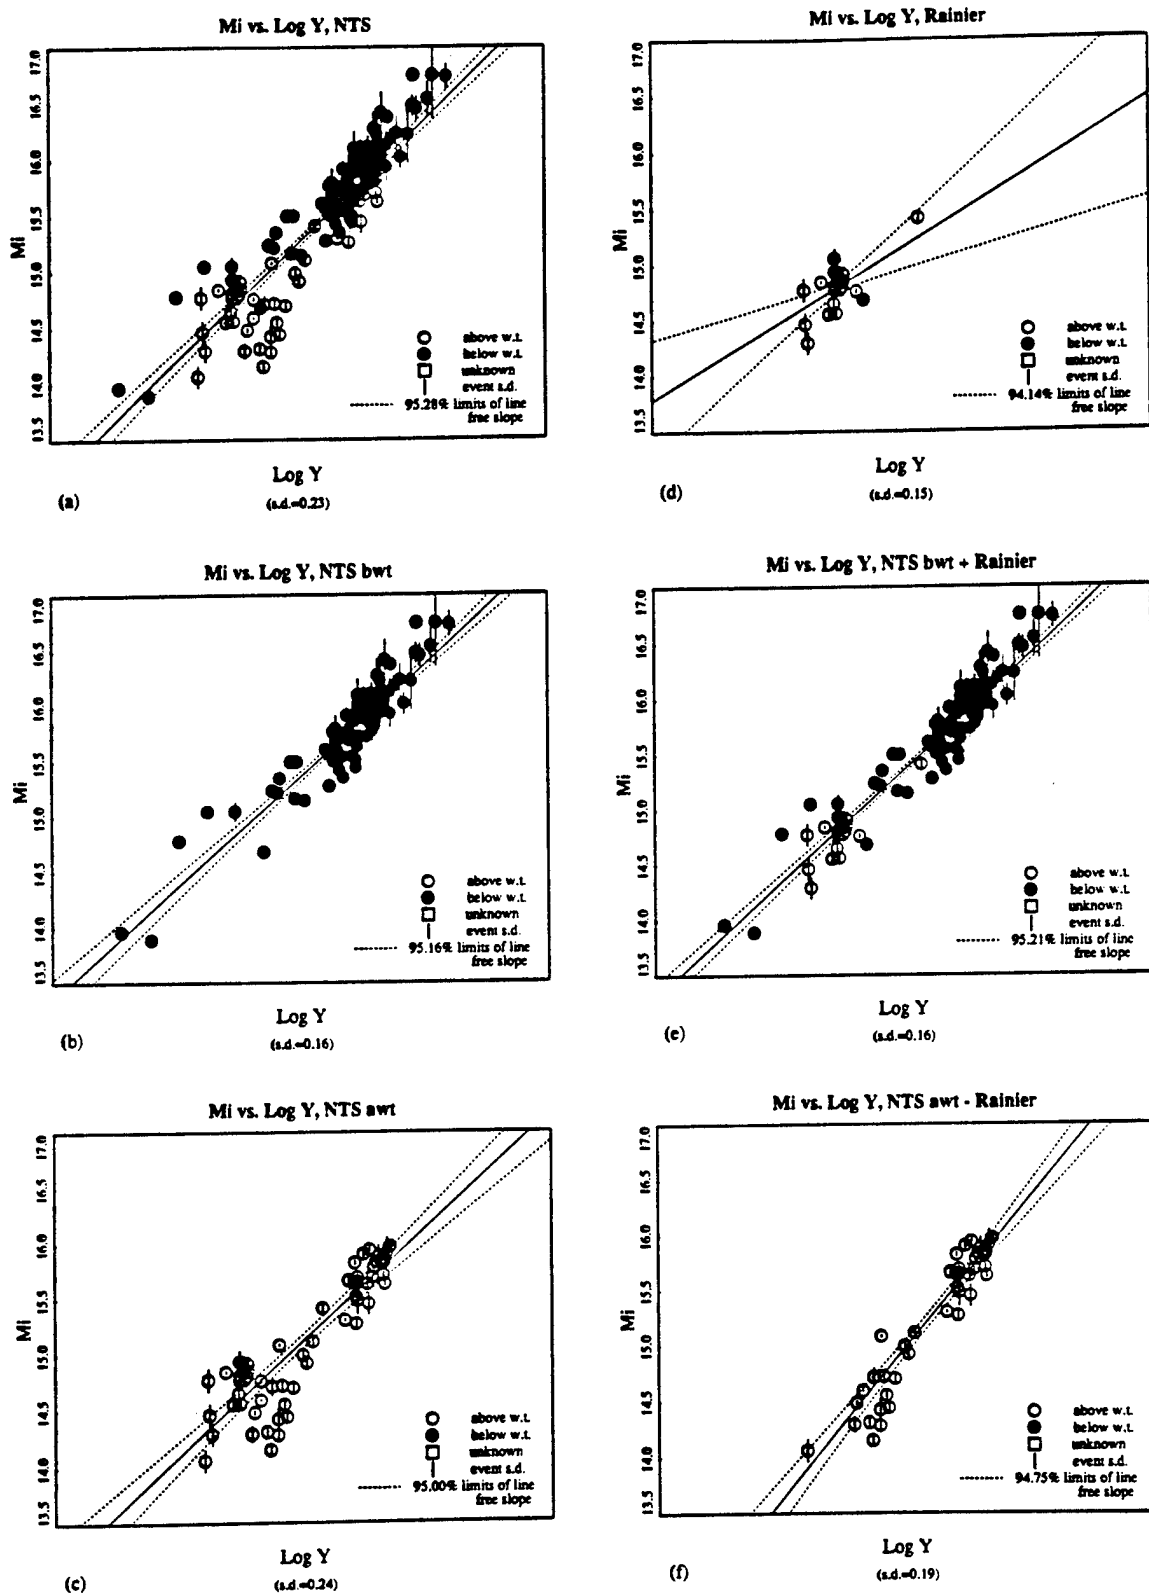 Mi vs. Log Y, NTS
17.0
16.5
16.0
15.5
15.0
14.5
14.0
13.5
Mi
above w.t.
below w.t.
unknown
event s.d.
95.28% limits of line
free slope
Log Y
(a)
(s.d.=0.23)
Mi vs. Log Y, Rainier
17.0
16.5
16.0
15.5
15.0
14.5
14.0
13.5
Mi
above w.t.
below w.t.
unknown
event s.d.
94.14% limits of line
free slope
Log Y
(d)
(s.d.=0.15)
Mi vs. Log Y, NTS bwt
17.0
16.5
16.0
15.5
15.0
14.5
14.0
13.5
Mi
above w.t.
below w.t.
unknown
event s.d.
95.16% limits of line
free slope
Log Y
(b)
(s.d.=0.16)
Mi vs. Log Y, NTS bwt + Rainier
17.0
16.5
16.0
15.5
15.0
14.5
14.0
13.5
Mi
above w.t.
below w.t.
unknown
event s.d.
95.21% limits of line
free slope
Log Y
(e)
(s.d.=0.16)
Mi vs. Log Y, NTS awt
17.0
16.5
16.0
15.5
15.0
14.5
14.0
13.5
Mi
above w.t.
below w.t.
unknown
event s.d.
95.00% limits of line
free slope
Log Y
(c)
(s.d.=0.24)
Mi vs. Log Y, NTS awt - Rainier
17.0
16.5
16.0
15.5
15.0
14.5
14.0
13.5
Mi
above w.t.
below w.t.
unknown
event s.d.
94.75% limits of line
free slope
Log Y
(f)
(s.d.=0.19)